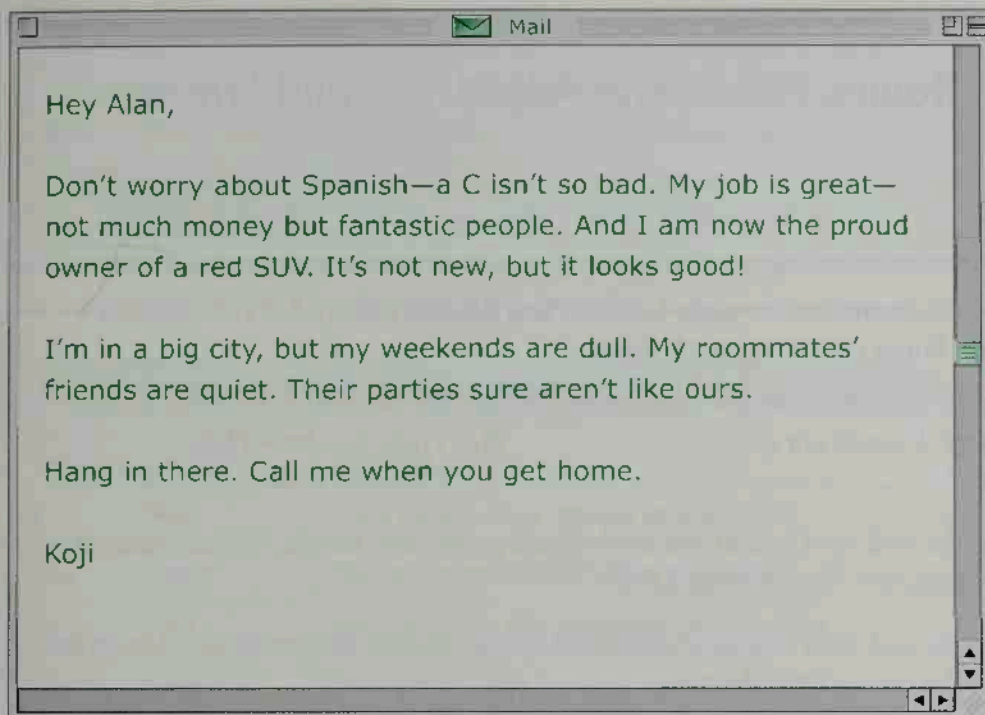 Mail
Hey Alan,
Don't worry about Spanish—a C isn't so bad. My job is great—
not much money but fantastic people. And I am now the proud
owner of a red SUV. It's not new, but it looks good!
I'm in a big city, but my weekends are dull. My roommates'
friends are quiet. Their parties sure aren't like ours.
Hang in there. Call me when you get home.
Koji